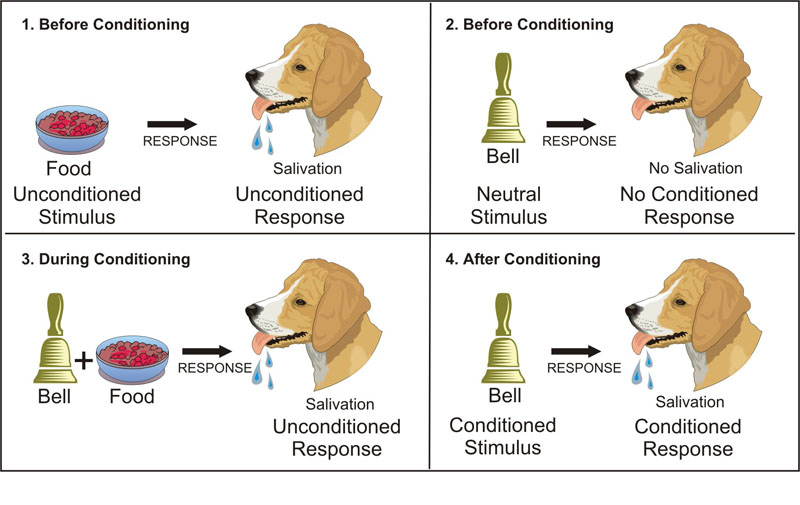 1. Before Conditioning
RESPONSE
Food
Unconditioned
Stimulus
Salivation
Unconditioned
Response
2. Before Conditioning
Bell
RESPONSE
Neutral
Stimulus
No Salivation
No Conditioned
Response
3. During Conditioning
Bell
+
Food
RESPONSE
Salivation
Unconditioned
Response
4. After Conditioning
Bell
RESPONSE
Conditioned
Stimulus
Salivation
Conditioned
Response